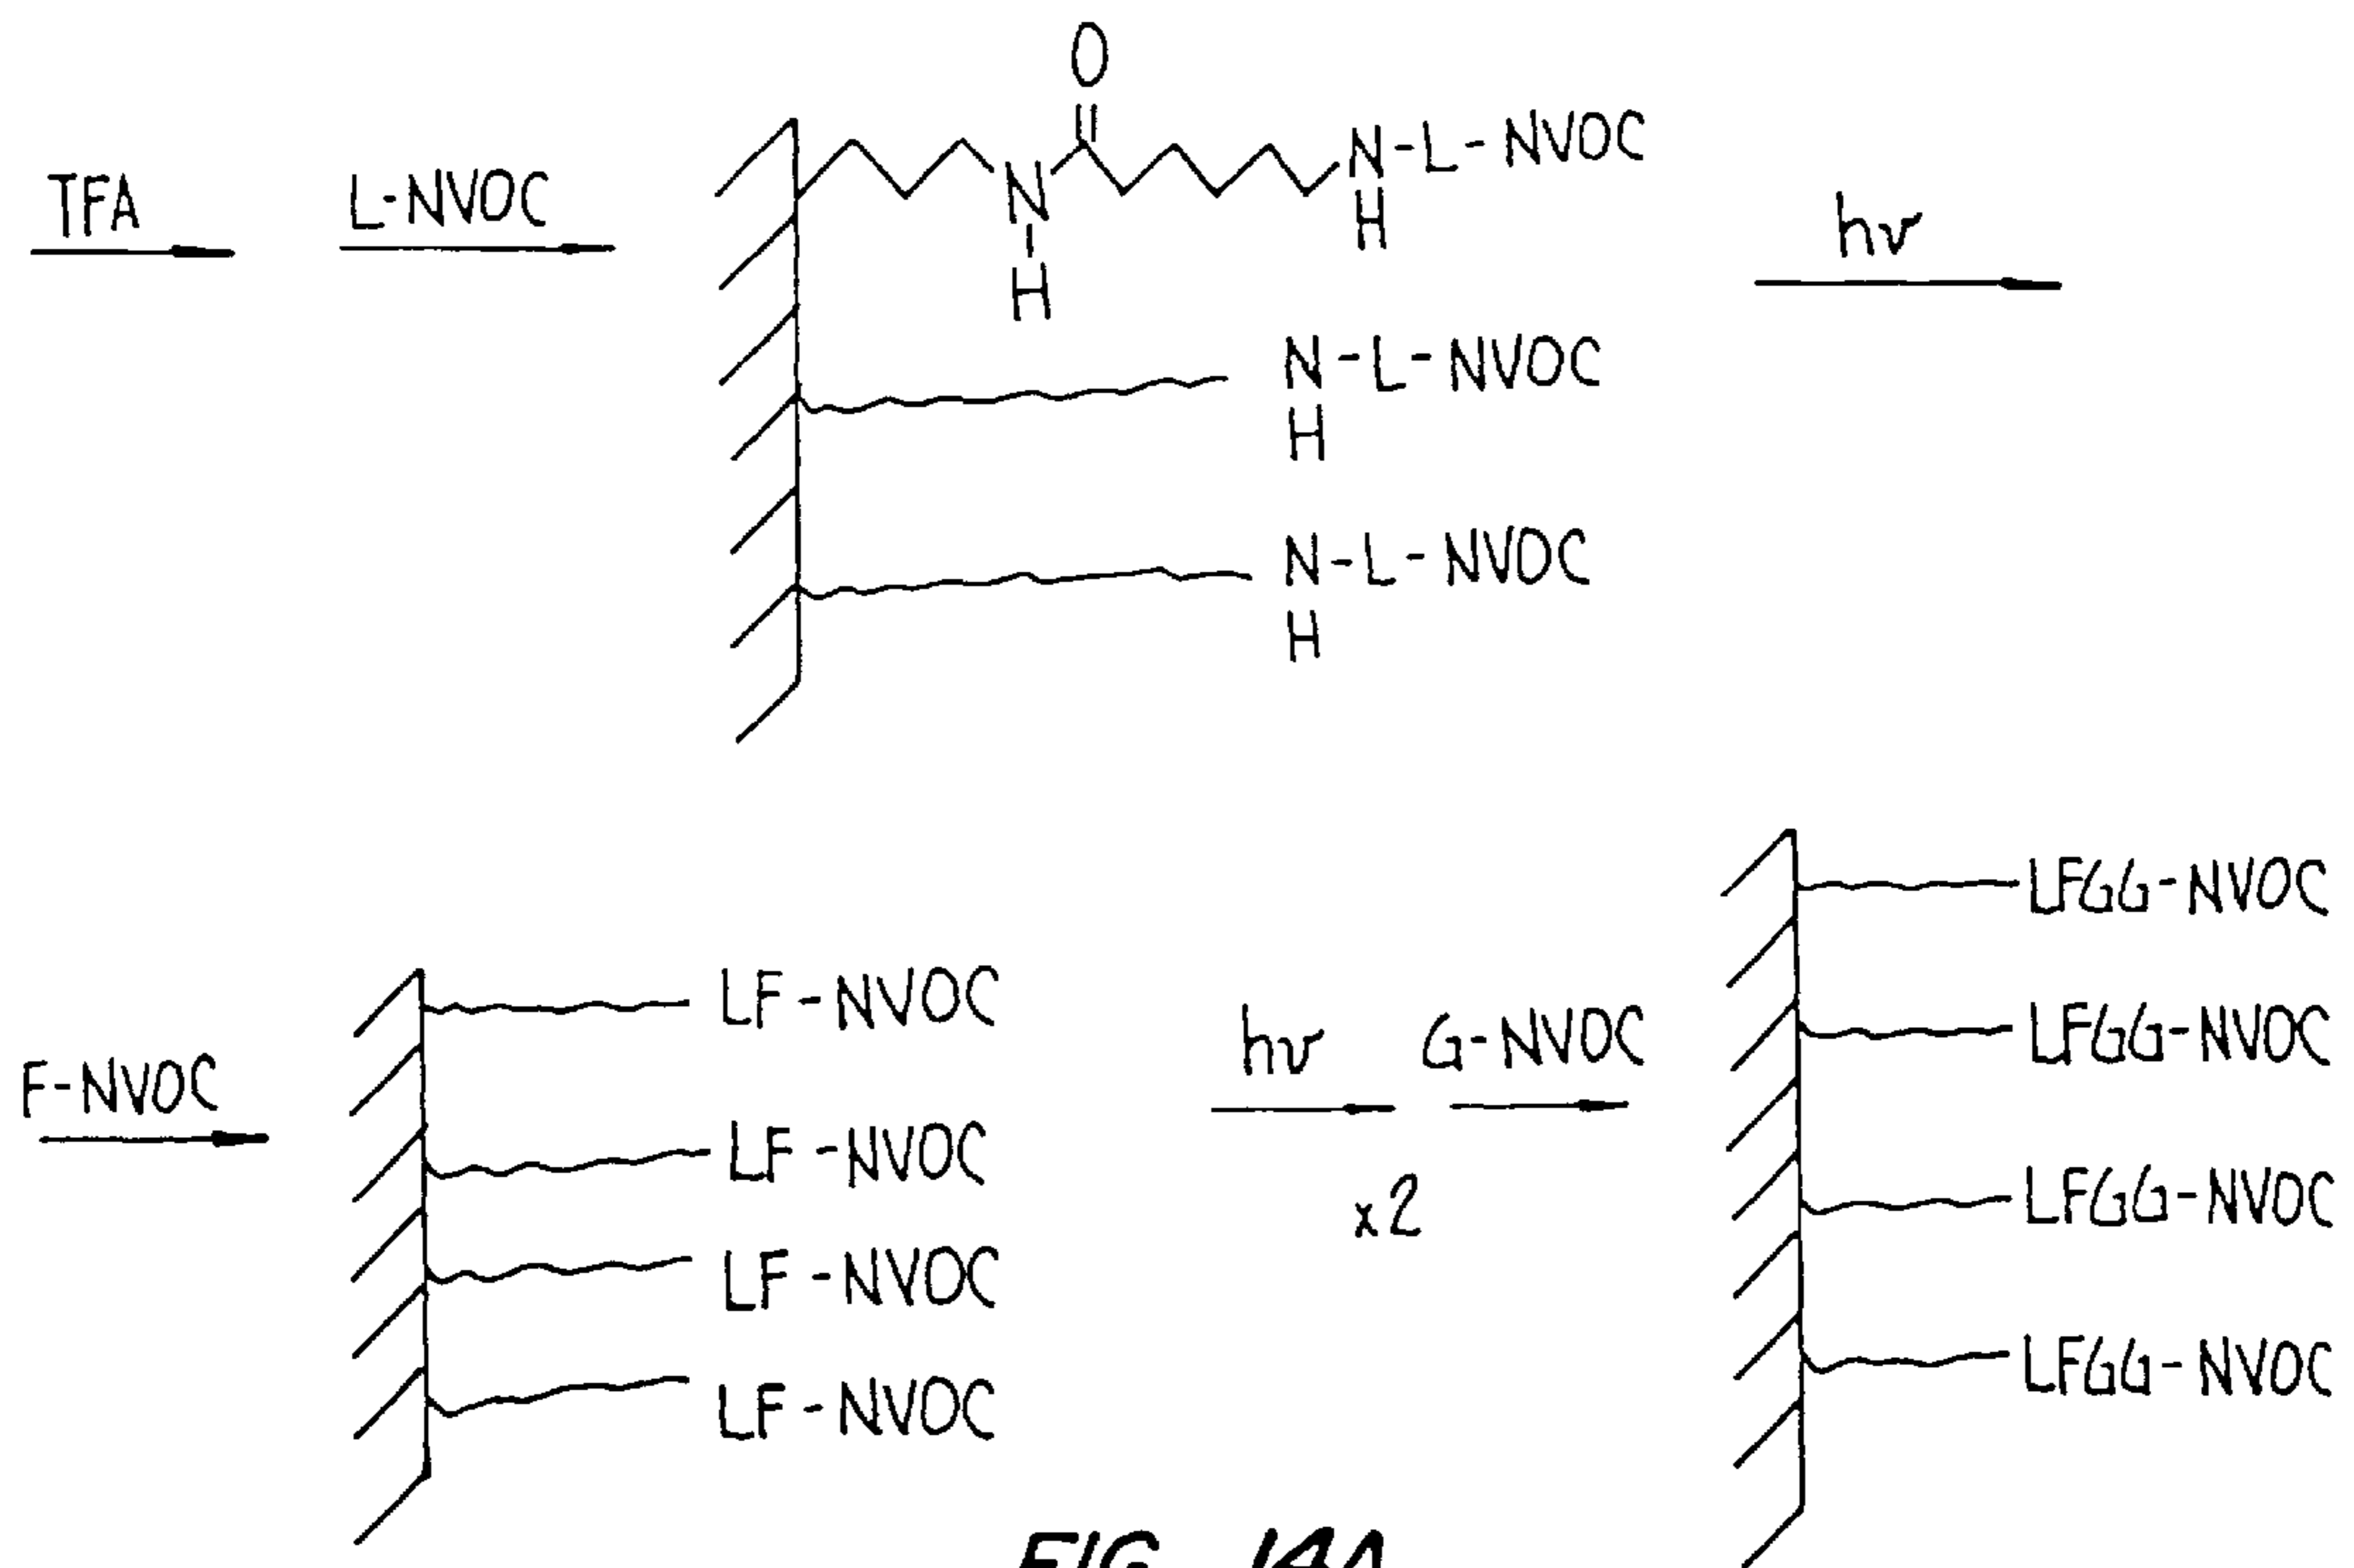 O
TFA L-NVOC N-L-NVOC hν
N H
H
N-L-NVOC
H
N-L-NVOC
H
LFGG-NVOC
LF-NVOC
F-NVOC hν G-NVOC LFGG-NVOC
LF-NVOC
x2 LFGG-NVOC
LF-NVOC
LFGG-NVOC
LF-NVOC
FIG.